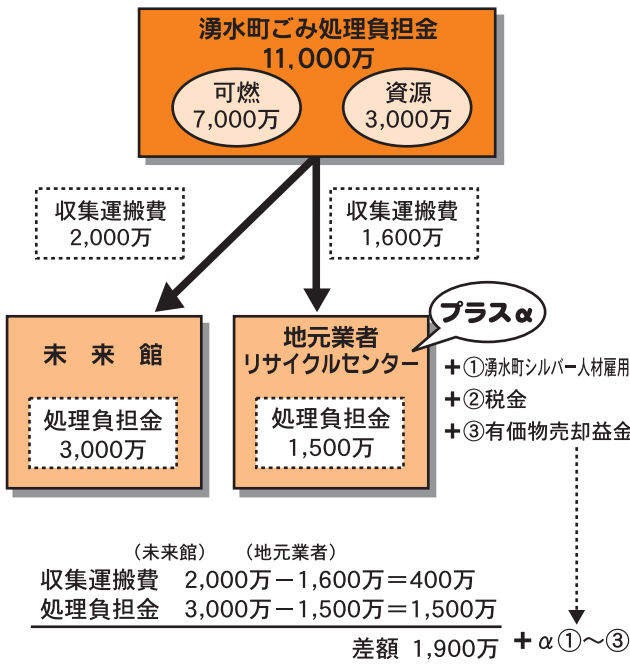 湧水町ごみ処理負担金
11,000万
可燃
7,000万
資源
3,000万
収集運搬費
2,000万
収集運搬費
1,600万
未来館
処理負担金
3,000万
地元業者
リサイクルセンター
処理負担金
1,500万
プラスα
+①湧水町シルバー人材雇用
+②税金
+③有価物売却益金
（未来館）　（地元業者）
収集運搬費　2,000万－1,600万＝400万
処理負担金　3,000万－1,500万＝1,500万
差額　1,900万　+α①～③